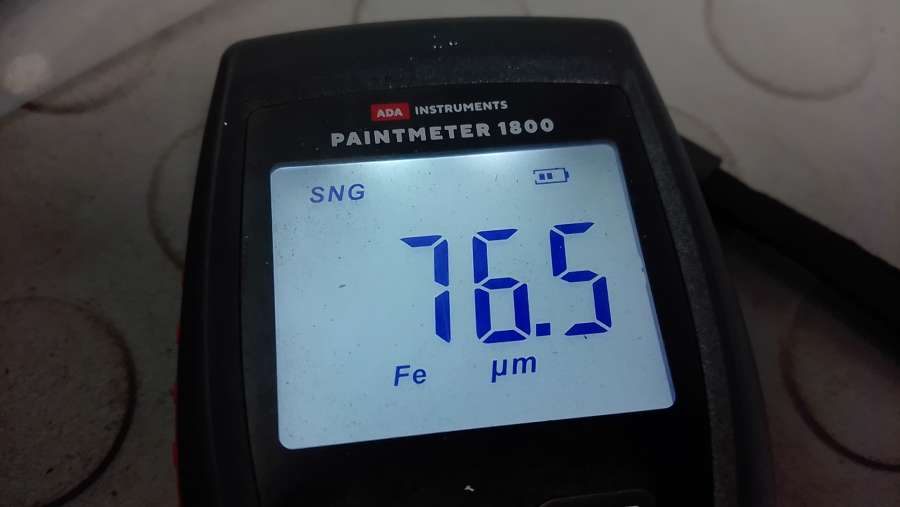 ADA INSTRUMENTS
PAINTMETER 1800
SNG
76.5
Fe µm